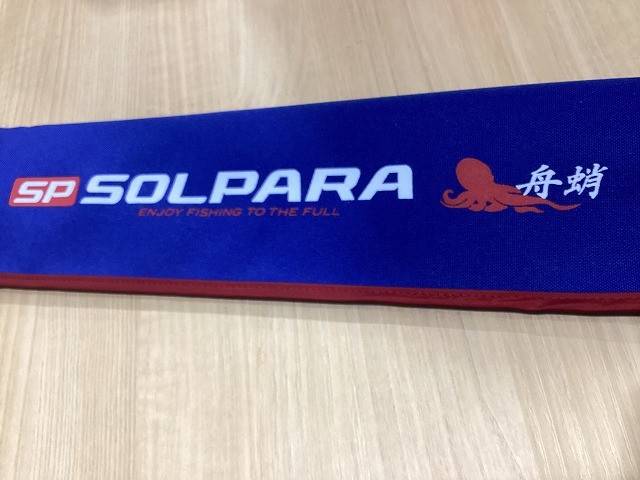 SP SOLPARA
ENJOY FISHING TO THE FULL
舟蛸